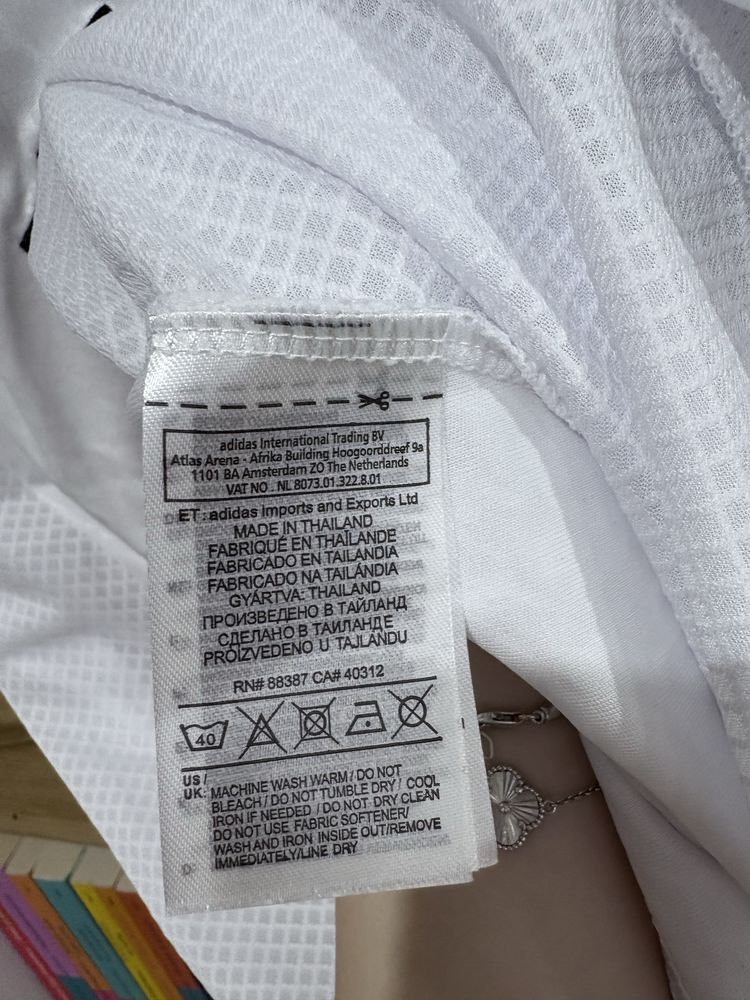 adidas International Trading BV
Atlas Arena - Afrika Building Hoogoorddreef 9a
1101 BA Amsterdam ZO The Netherlands
VAT NO . NL 8073.01.322.8.01
ET : adidas Imports and Exports Ltd
MADE IN THAILAND
FABRIQUÉ EN THAÏLANDE
FABRICADO EN TAILANDIA
FABRICADO NA TAILÂNDIA
GYÁRTVA: THAILAND
ПРОИЗВЕДЕНО В ТАЙЛАНД
СДЕЛАНО В ТАИЛАНДЕ
PROIZVEDENO U TAJLANDU
RN# 88387 CA# 40312
40
US /
UK: MACHINE WASH WARM / DO NOT
BLEACH / DO NOT TUMBLE DRY / COOL
IRON IF NEEDED / DO NOT DRY CLEAN
DO NOT USE FABRIC SOFTENER/
WASH AND IRON INSIDE OUT/REMOVE
IMMEDIATELY/LINE DRY